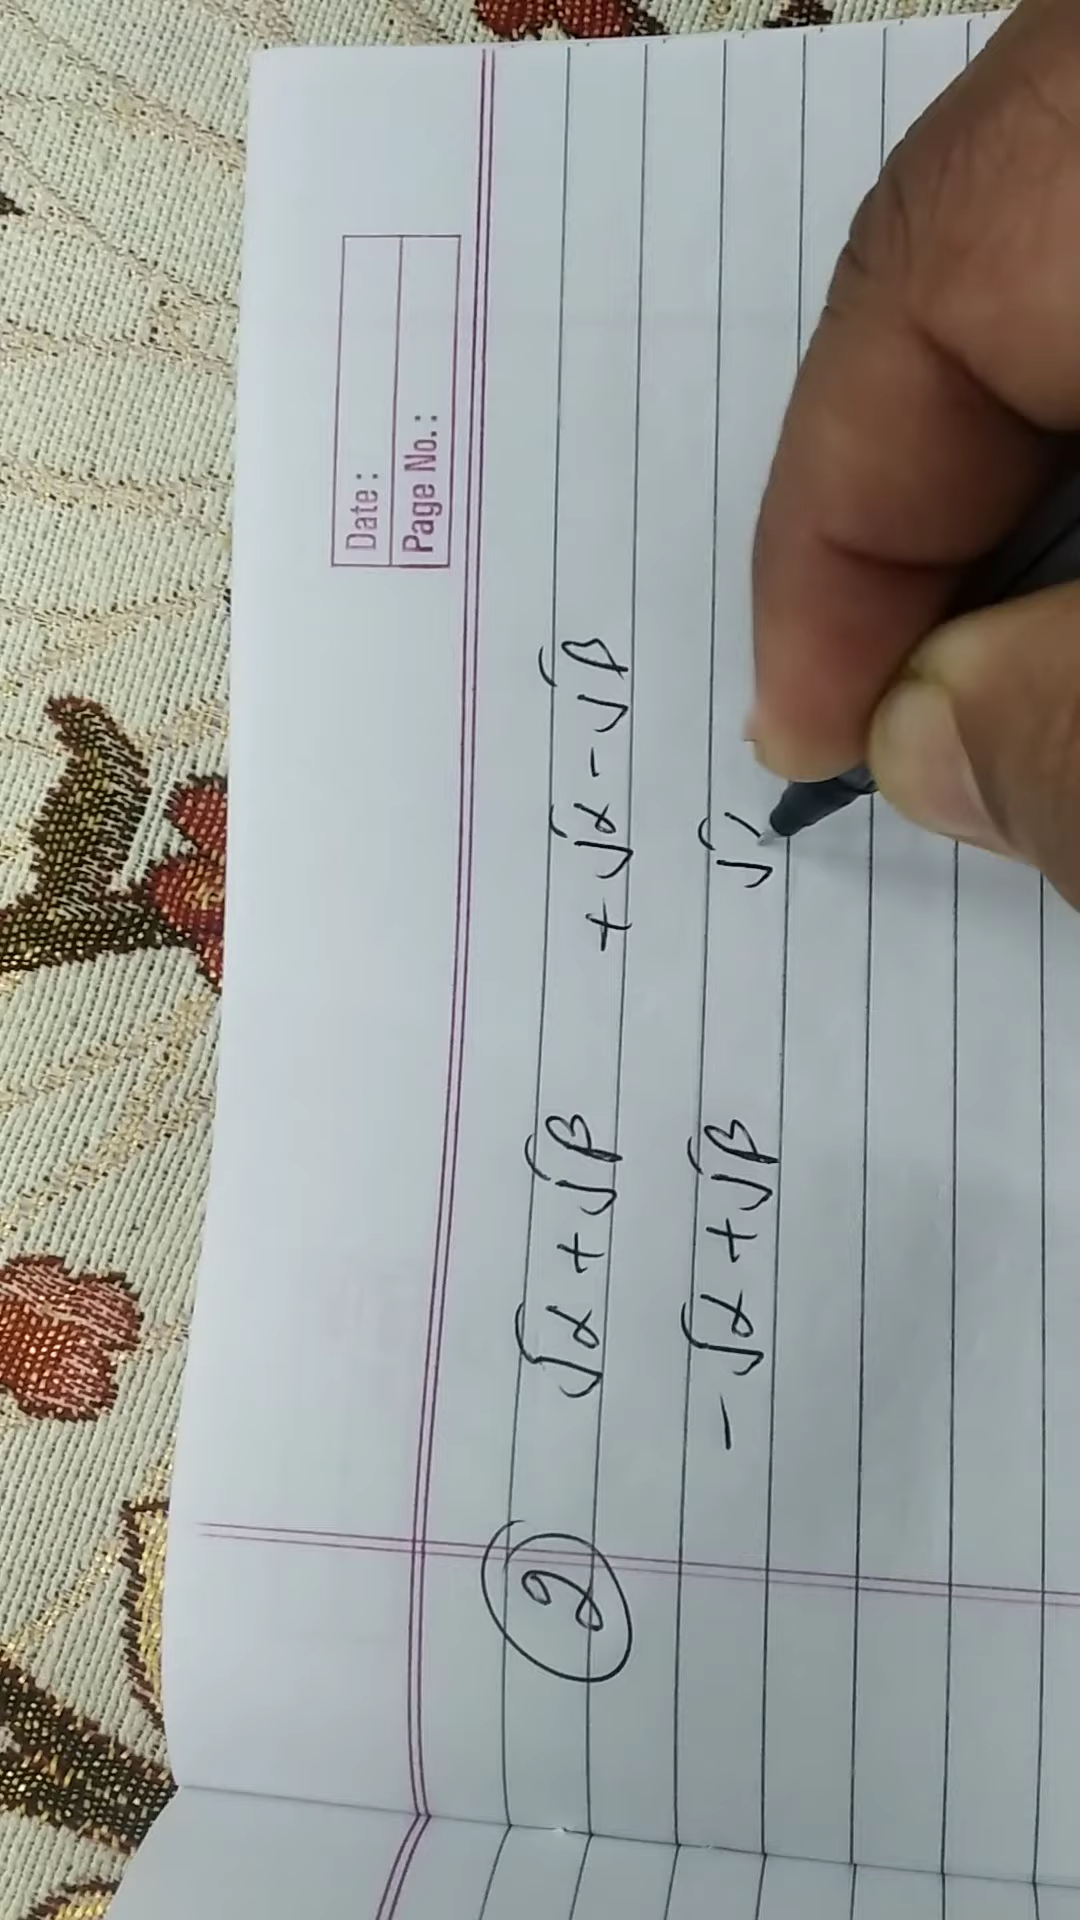 Date :
Page No. :
② √α + √β + √α - √β
- √α + √β √